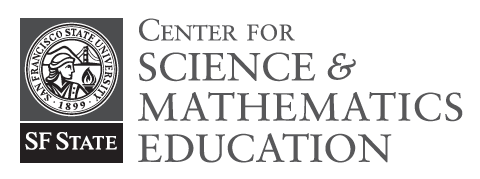 CENTER FOR
SCIENCE &
MATHEMATICS
EDUCATION
SAN FRANCISCO STATE UNIVERSITY
· 1899 ·
SF STATE